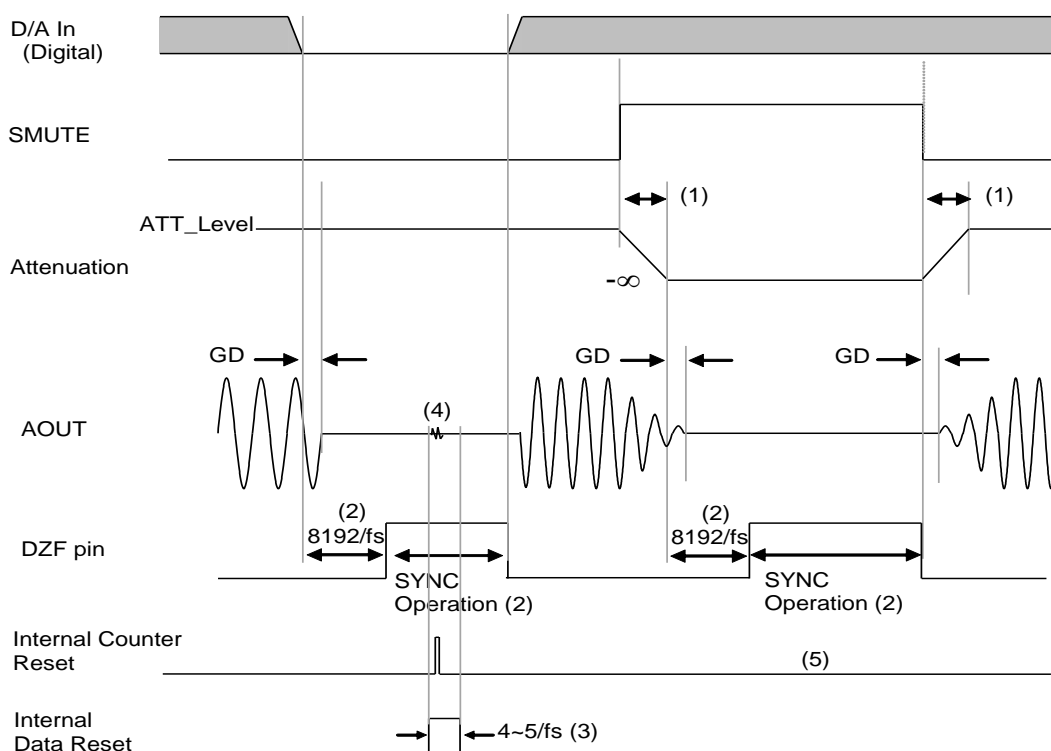 D/A In
(Digital)
SMUTE
(1)
(1)
ATT_Level
Attenuation
-∞
GD
GD
GD
AOUT
(4)
(2)
8192/fs
(2)
8192/fs
DZF pin
SYNC
Operation (2)
SYNC
Operation (2)
Internal Counter
Reset
(5)
Internal
Data Reset
4~5/fs (3)